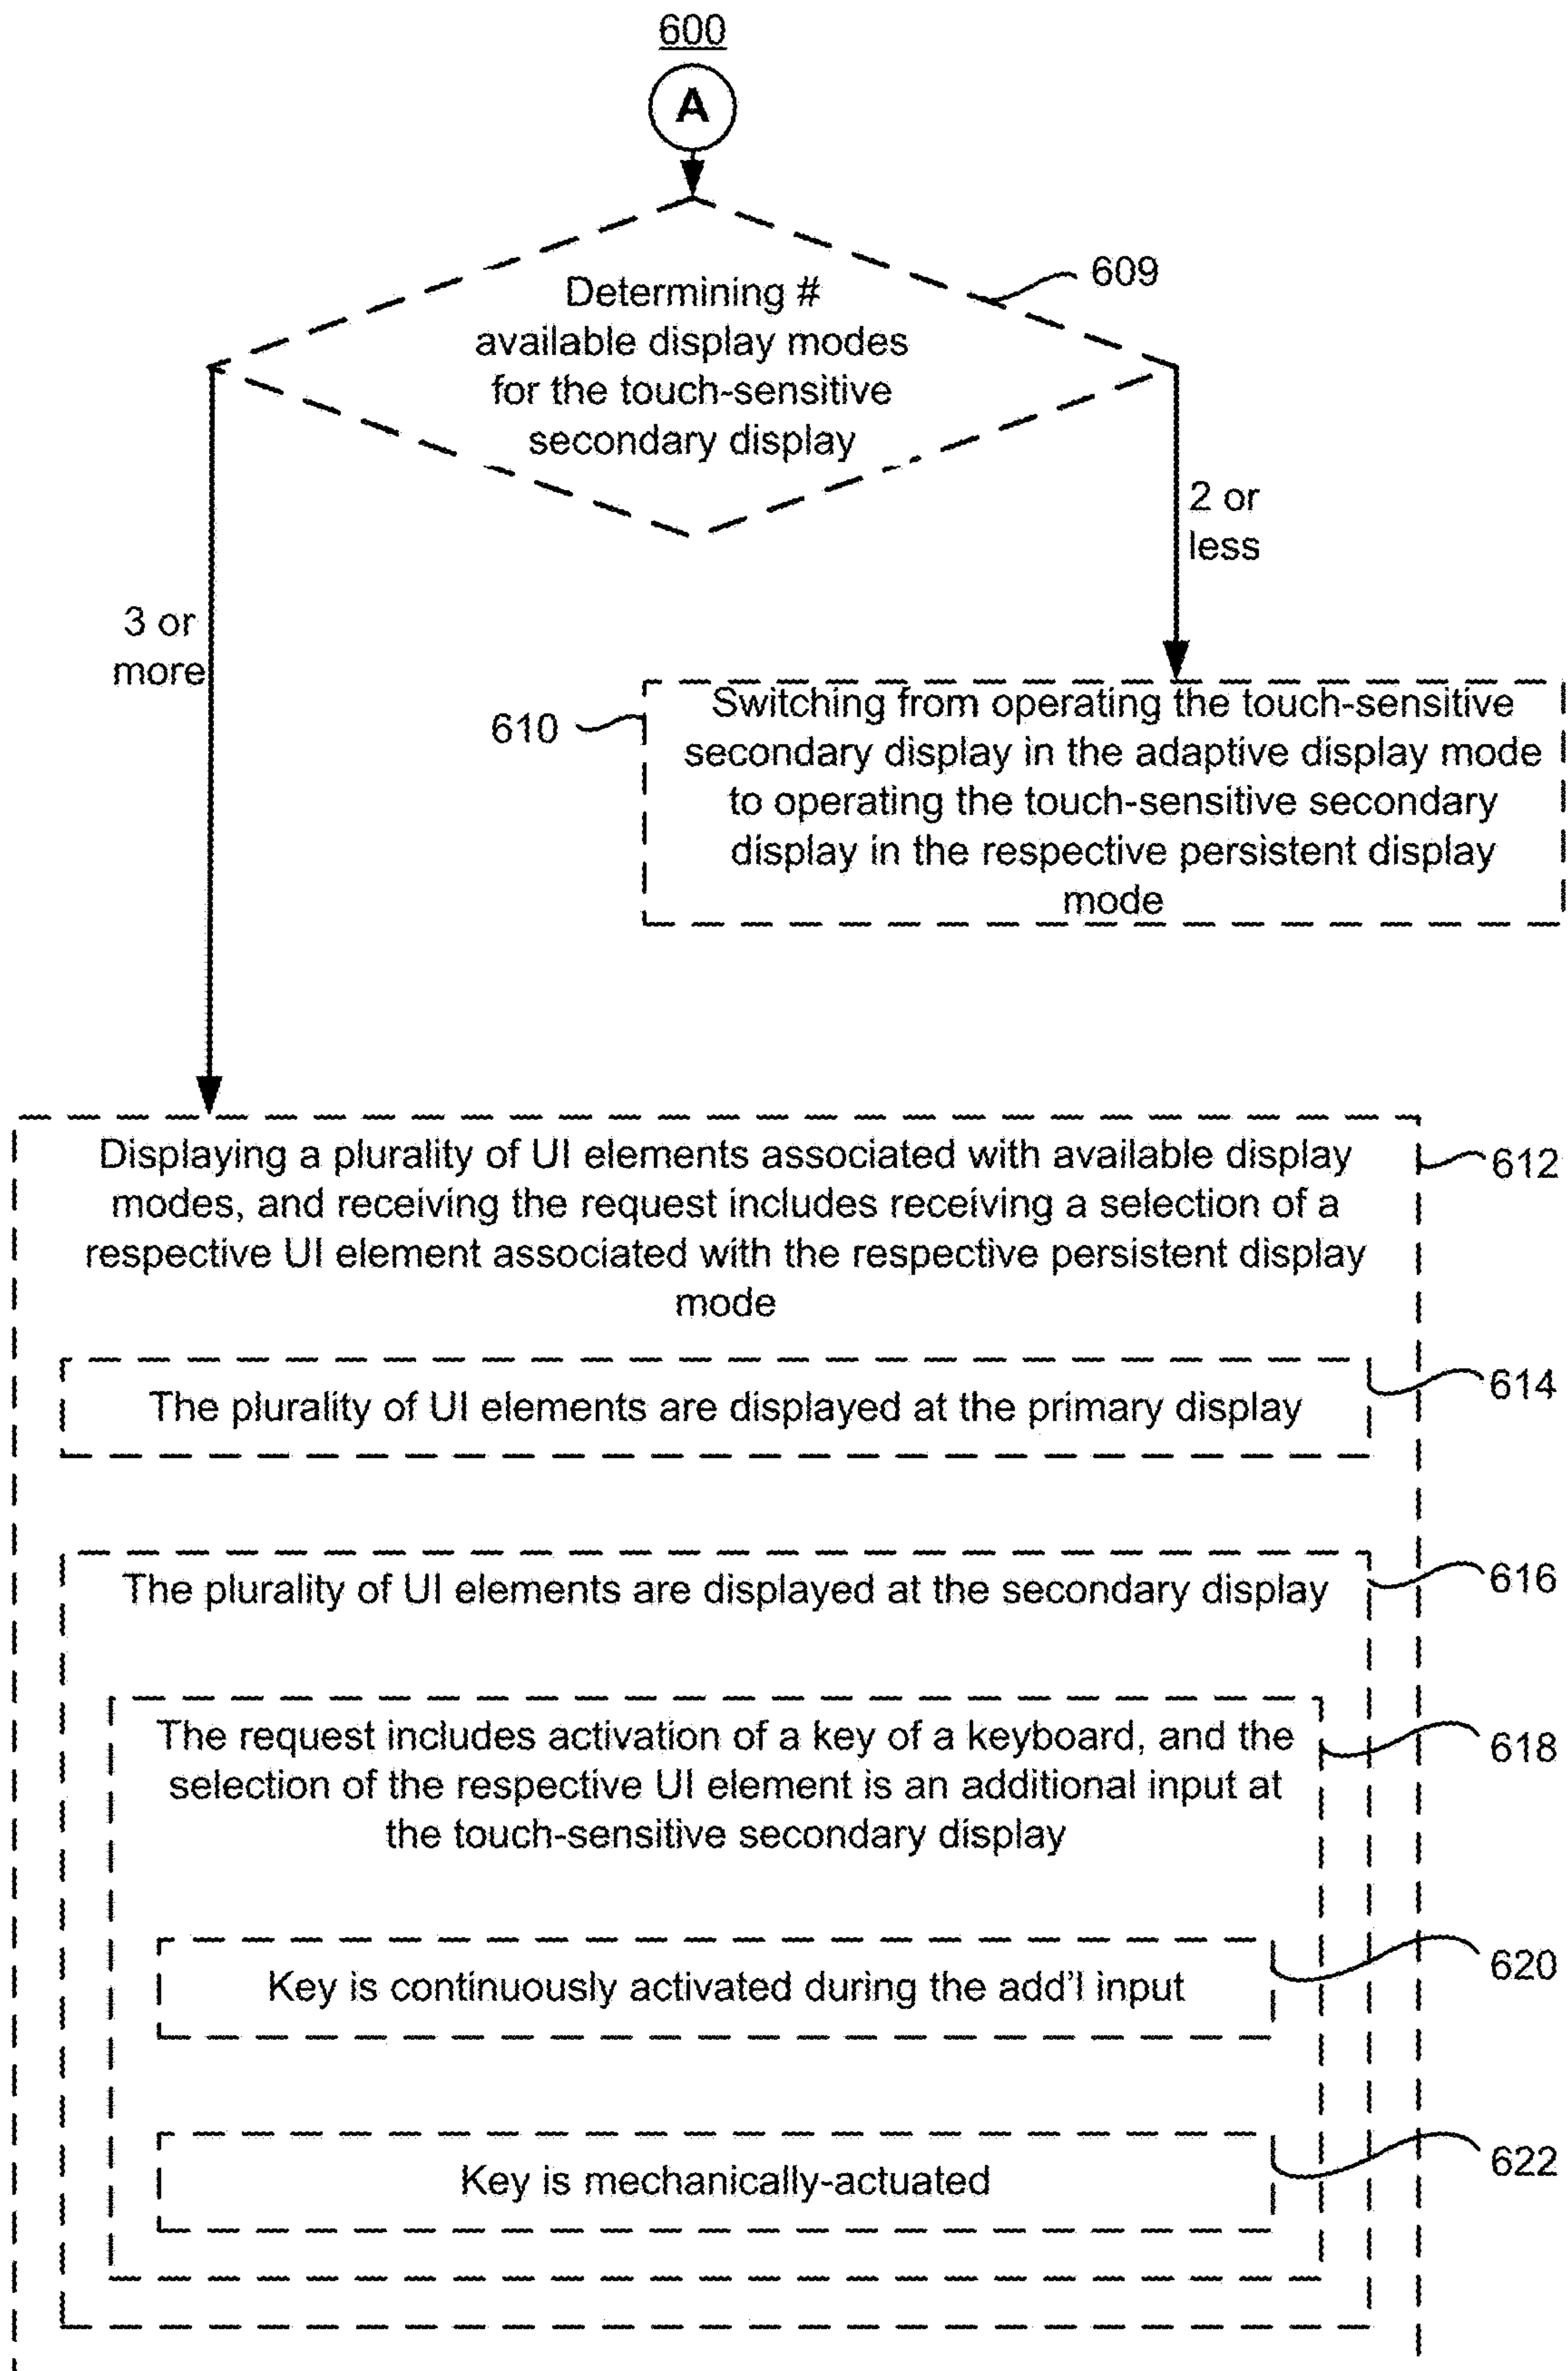 600
A
Determining #
available display modes
for the touch-sensitive
secondary display
609
2 or
less
3 or
more
610
Switching from operating the touch-sensitive
secondary display in the adaptive display mode
to operating the touch-sensitive secondary
display in the respective persistent display
mode
Displaying a plurality of UI elements associated with available display
modes, and receiving the request includes receiving a selection of a
respective UI element associated with the respective persistent display
mode
612
The plurality of UI elements are displayed at the primary display
614
The plurality of UI elements are displayed at the secondary display
616
The request includes activation of a key of a keyboard, and the
selection of the respective UI element is an additional input at
the touch-sensitive secondary display
618
Key is continuously activated during the add'l input
620
Key is mechanically-actuated
622